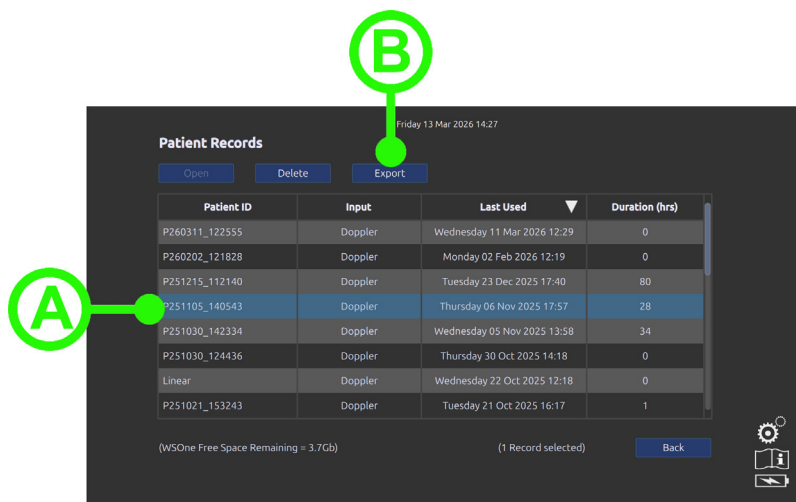 B
Friday 13 Mar 2026 14:27
Patient Records
Open Delete Export
Patient ID Input Last Used Duration (hrs)
P260311_122555 Doppler Wednesday 11 Mar 2026 12:29 0
P260202_121828 Doppler Monday 02 Feb 2026 12:19 0
P251215_112140 Doppler Tuesday 23 Dec 2025 17:40 80
A P251105_140543 Doppler Thursday 06 Nov 2025 17:57 28
P251030_142334 Doppler Wednesday 05 Nov 2025 13:58 34
P251030_124436 Doppler Thursday 30 Oct 2025 14:18 0
Linear Doppler Wednesday 22 Oct 2025 12:18 0
P251021_153243 Doppler Tuesday 21 Oct 2025 16:17 1
(WSOne Free Space Remaining = 3.7Gb) (1 Record selected) Back
i